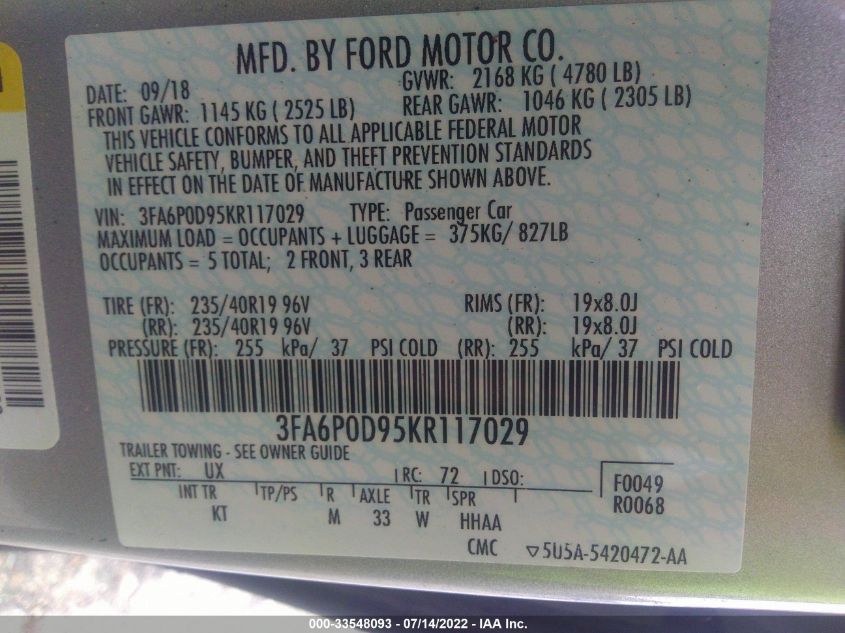 MFD. BY FORD MOTOR CO.
DATE: 09/18 GVWR: 2168 KG ( 4780 LB)
FRONT GAWR: 1145 KG ( 2525 LB) REAR GAWR: 1046 KG ( 2305 LB)
THIS VEHICLE CONFORMS TO ALL APPLICABLE FEDERAL MOTOR
VEHICLE SAFETY, BUMPER, AND THEFT PREVENTION STANDARDS
IN EFFECT ON THE DATE OF MANUFACTURE SHOWN ABOVE.
VIN: 3FA6P0D95KR117029 TYPE: Passenger Car
MAXIMUM LOAD = OCCUPANTS + LUGGAGE = 375KG/ 827LB
OCCUPANTS = 5 TOTAL; 2 FRONT, 3 REAR
TIRE (FR): 235/40R19 96V RIMS (FR): 19x8.0J
(RR): 235/40R19 96V (RR): 19x8.0J
PRESSURE (FR): 255 kPa/ 37 PSI COLD (RR): 255 kPa/ 37 PSI COLD
3FA6P0D95KR117029
TRAILER TOWING - SEE OWNER GUIDE
EXT PNT: UX RC: 72 DSO: F0049
INT TR TP/PS R AXLE TR SPR R0068
KT M 33 W HHAA
CMC ▽5U5A-5420472-AA
000-33548093 - 07/14/2022 - IAA Inc.